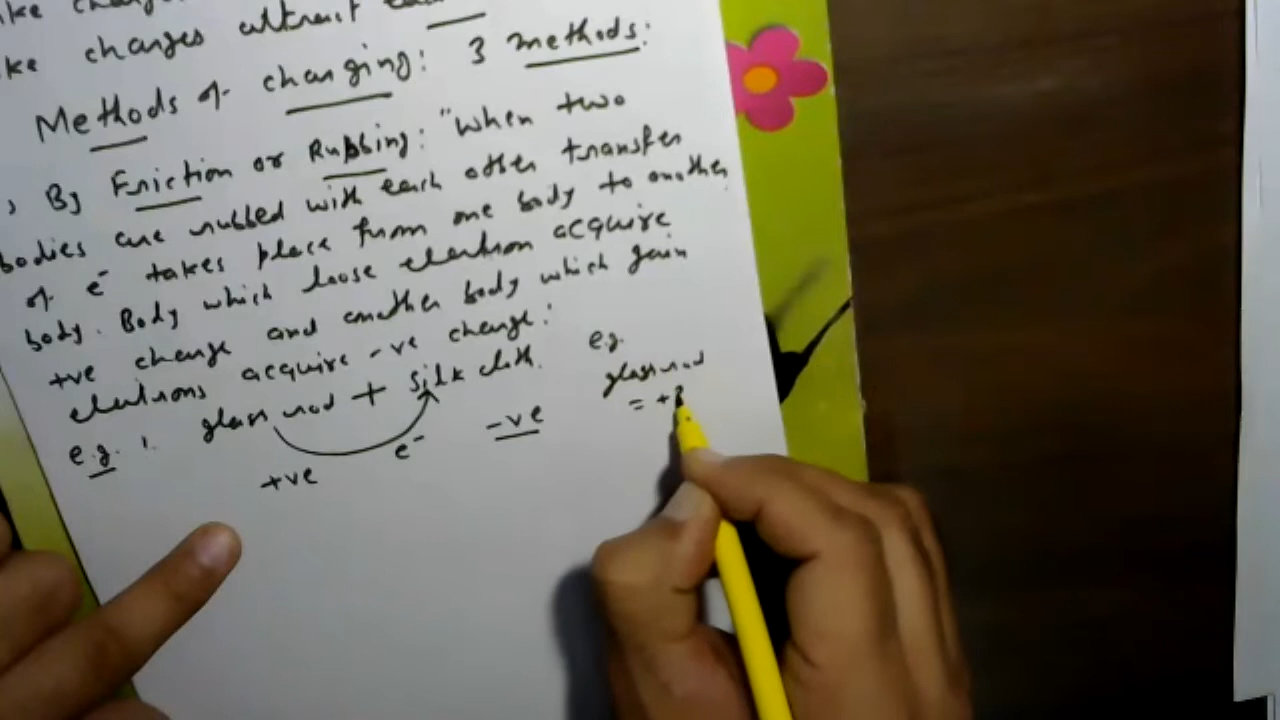 ike
ike charges attract
Methods of charging: 3 methods:
, By Friction or Rubbing: "When two
bodies are rubbed with each other transfer
of e- takes place from one body to another
body. Body which loose electron acquire
+ve charge and another body which gain
electrons acquire -ve charge."
e.g. 1. glass rod + silk cloth.
+ve e- -ve
e.g.
glass rod
= +